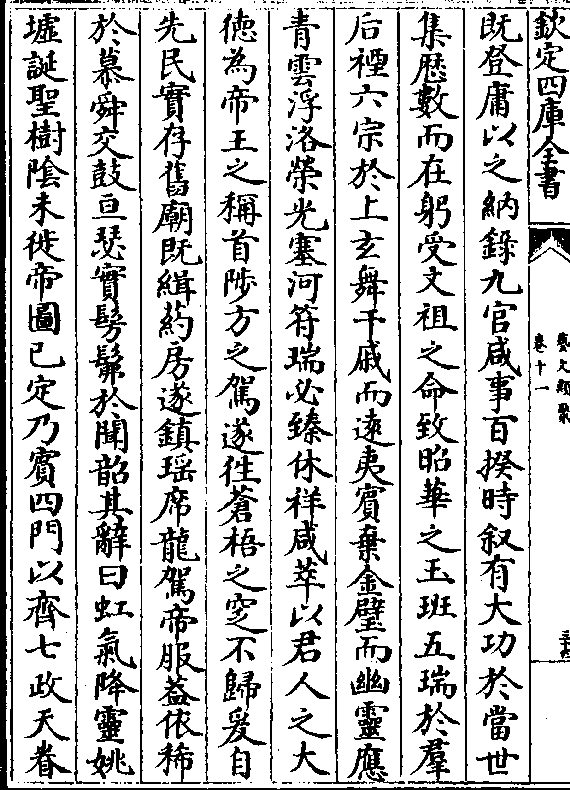 欽定四庫全書
藝文類聚
卷十一
既登庸以之納錄九官咸事百揆時叙有大功於當世
集歴數而在躬受文祖之命致昭華之玉班五瑞於羣
后禋六宗於上玄舞干戚而逺夷賓棄金璧而幽靈應
青雲浮洛榮光塞河符瑞必臻休祥咸萃以君人之大
徳為帝王之稱首陟方之駕遂徃蒼梧之窆不歸爰自
先民實存舊廟既緝葯房遂鎮瑶席龍駕帝服葢依稀
於慕舜交鼓亘瑟實髣髴於聞韶其辭曰虹氣降靈姚
墟誕聖樹陰未徙帝圖已定乃賓四門以齊七政天眷